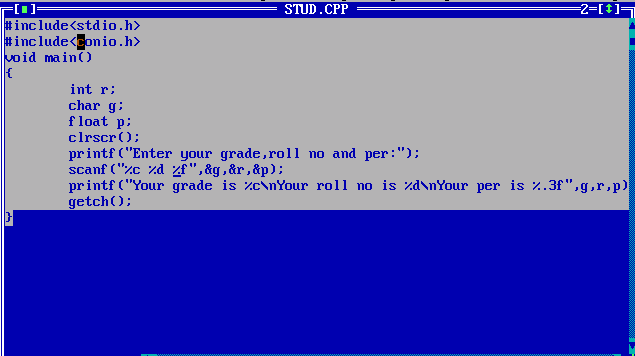 [■] STUD.CPP 2=[↕]
#include<stdio.h>
#include<conio.h>
void main()
{
int r;
char g;
float p;
clrscr();
printf("Enter your grade,roll no and per:");
scanf("%c %d %f",&g,&r,&p);
printf("Your grade is %c\nYour roll no is %d\nYour per is %.3f",g,r,p)
getch();
}